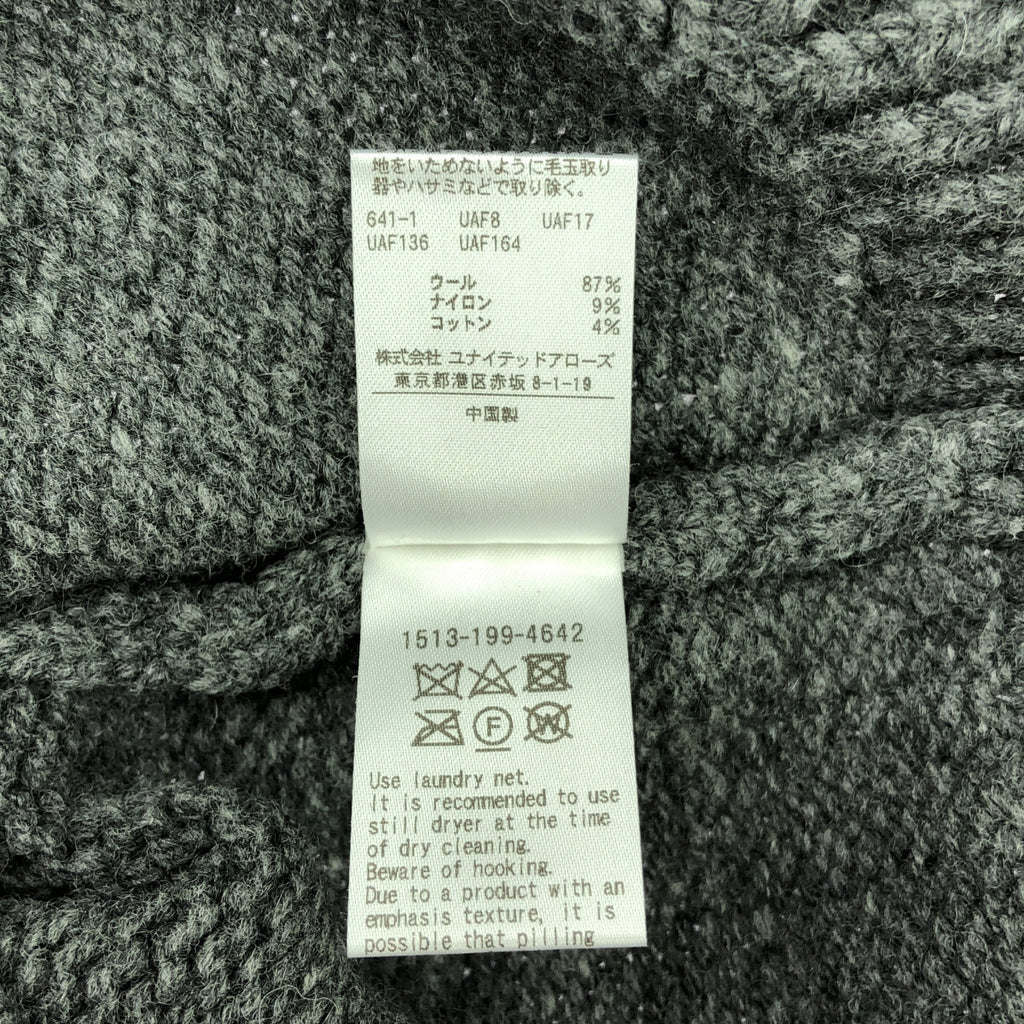 地をいためないように毛玉取り
器やハサミなどで取り除く。
641-1 UAF8 UAF17
UAF136 UAF164
ウール 87%
ナイロン 9%
コットン 4%
株式会社 ユナイテッドアローズ
東京都港区赤坂 8-1-19
中国製
1513-199-4642
F W
Use laundry net.
It is recommended to use
still dryer at the time
of dry cleaning.
Beware of hooking.
Due to a product with an
emphasis texture, it is
possible that pilling